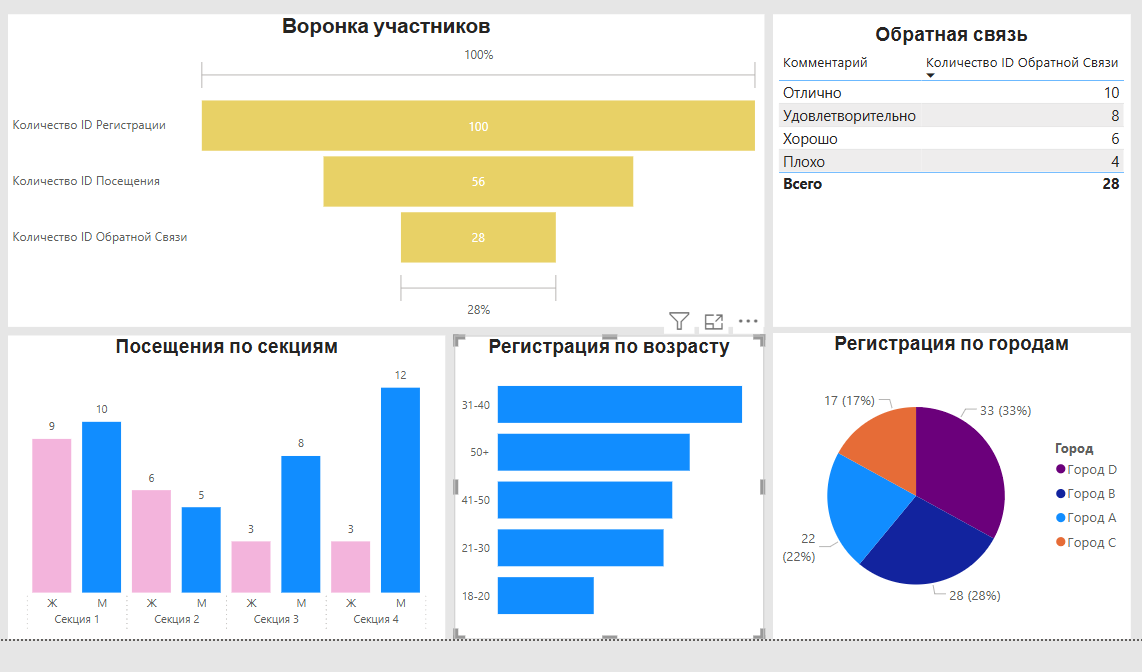 Воронка участников
100%
Количество ID Регистрации
100
Количество ID Посещения
56
Количество ID Обратной Связи
28
28%
Обратная связь
Комментарий Количество ID Обратной Связи
Отлично 10
Удовлетворительно 8
Хорошо 6
Плохо 4
Всего 28
Посещения по секциям
9 10 6 5 3 8 3 12
Ж М Ж М Ж М Ж М
Секция 1 Секция 2 Секция 3 Секция 4
Регистрация по возрасту
31-40
50+
41-50
21-30
18-20
Регистрация по городам
17 (17%)
33 (33%)
22
(22%)
28 (28%)
Город
Город D
Город B
Город A
Город C